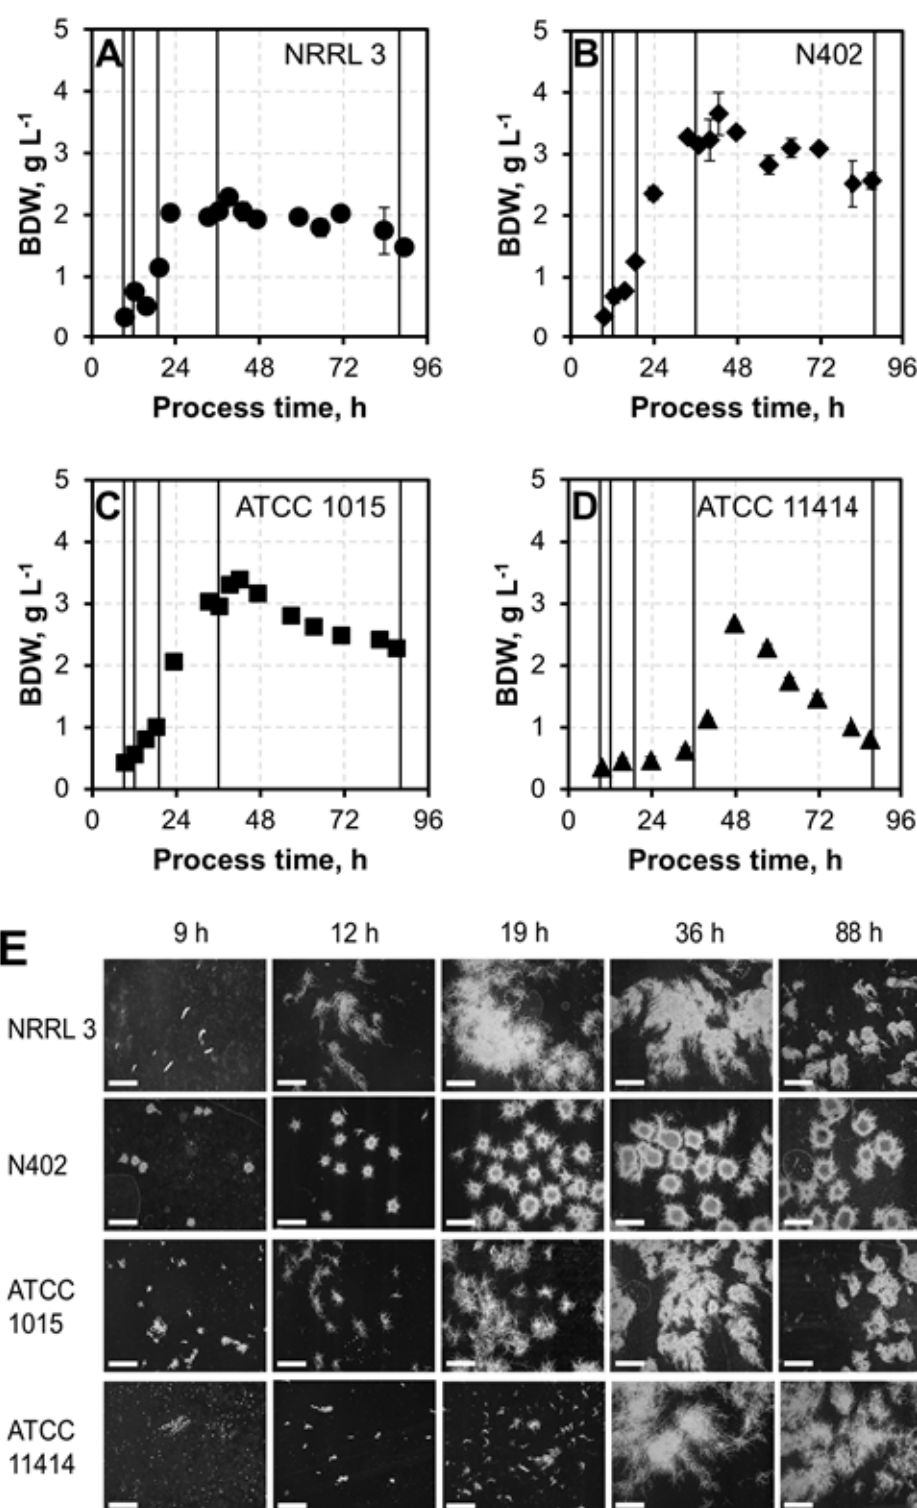 A NRRL 3
5
4
3
2
1
0
BDW, g L-1
0 24 48 72 96
Process time, h
B N402
5
4
3
2
1
0
BDW, g L-1
0 24 48 72 96
Process time, h
C ATCC 1015
5
4
3
2
1
0
BDW, g L-1
0 24 48 72 96
Process time, h
D ATCC 11414
5
4
3
2
1
0
BDW, g L-1
0 24 48 72 96
Process time, h
E 9 h 12 h 19 h 36 h 88 h
NRRL 3
N402
ATCC
1015
ATCC
11414